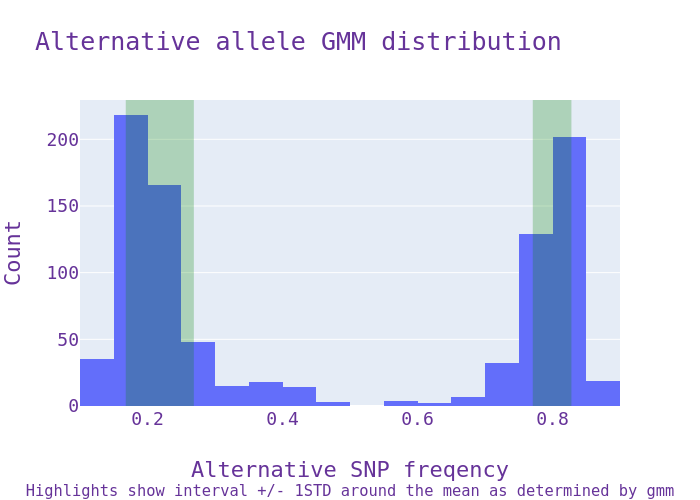 Alternative allele GMM distribution
200
150
100
50
0
Count
0.2
0.4
0.6
0.8
Alternative SNP freqency
Highlights show interval +/- 1STD around the mean as determined by gmm